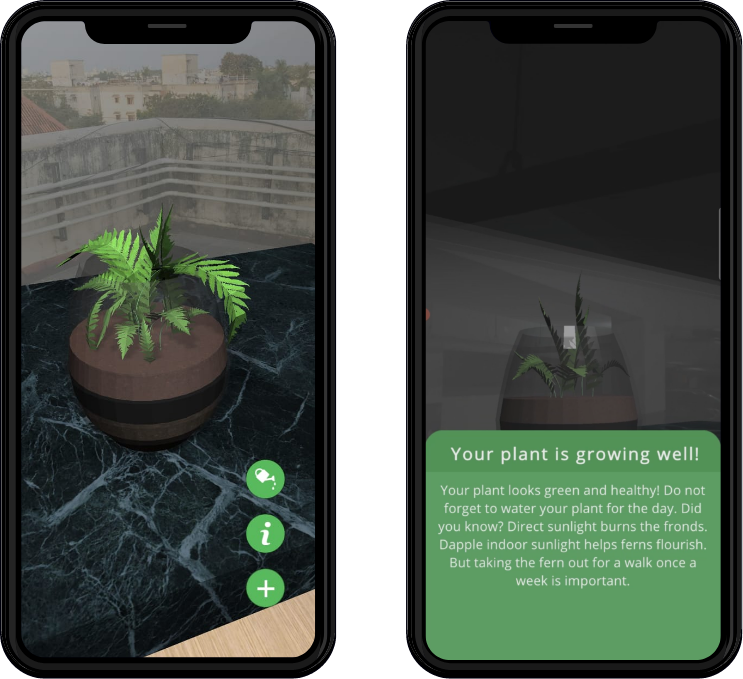 i
Your plant is growing well!
Your plant looks green and healthy! Do not
forget to water your plant for the day. Did
you know? Direct sunlight burns the fronds.
Dapple indoor sunlight helps ferns flourish.
But taking the fern out for a walk once a
week is important.